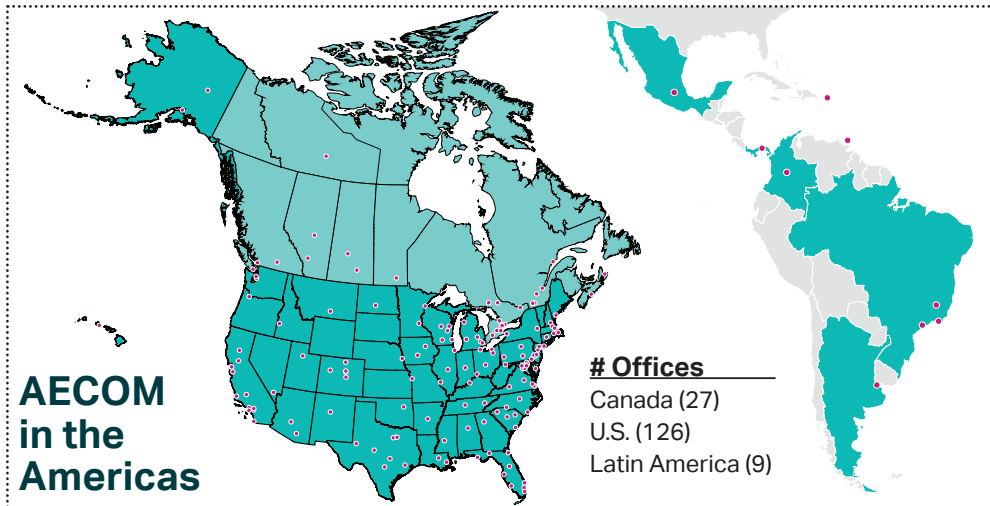 AECOM
in the
Americas
# Offices
Canada (27)
U.S. (126)
Latin America (9)